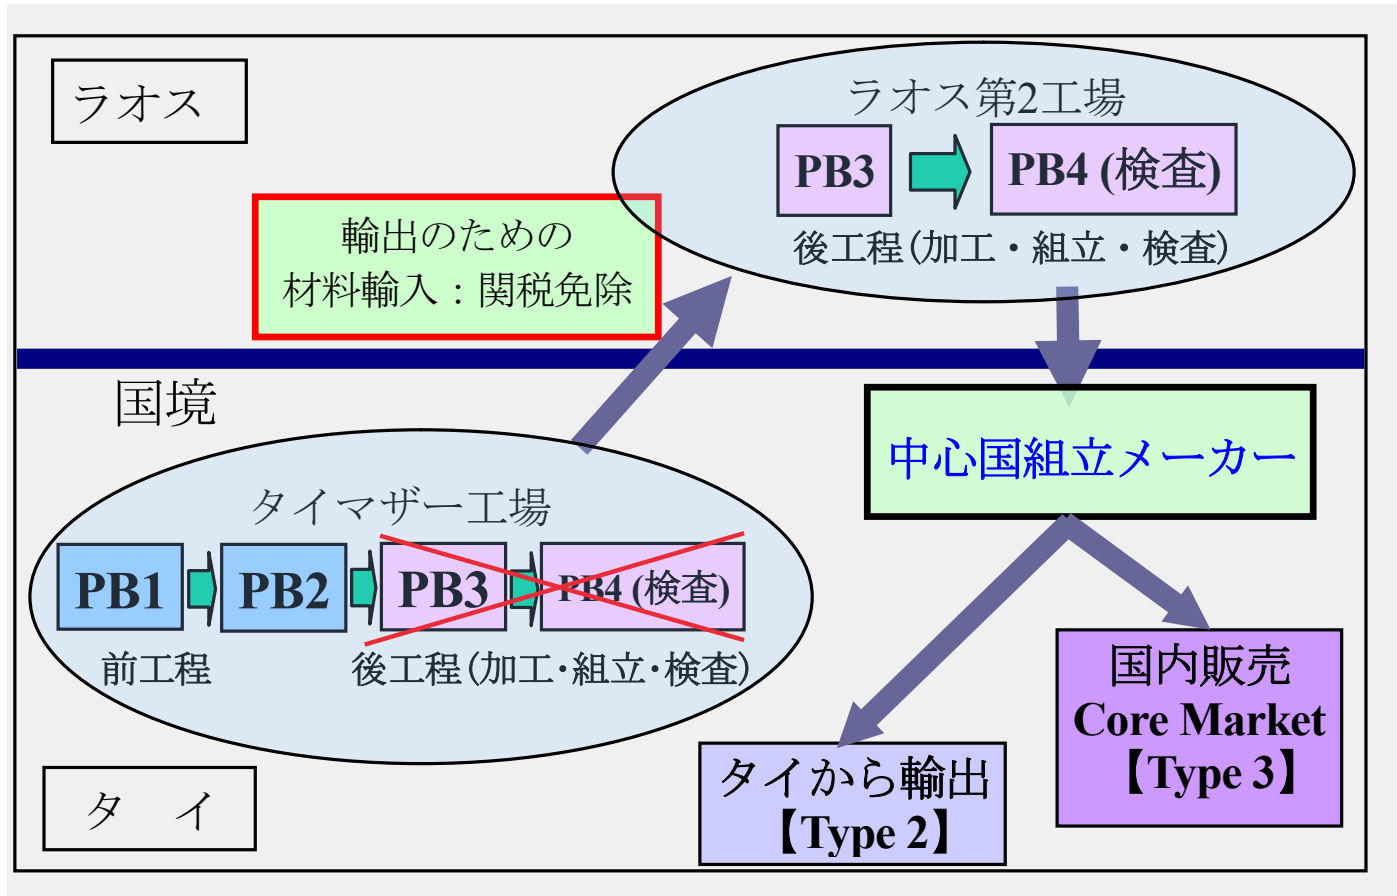 ラオス
ラオス第2工場
PB3
PB4 (検査)
後工程(加工・組立・検査)
輸出のための
材料輸入：関税免除
国境
中心国組立メーカー
タイマザー工場
PB1
PB2
PB3
PB4 (検査)
前工程
後工程(加工・組立・検査)
国内販売
Core Market
【Type 3】
タイから輸出
【Type 2】
タ　イ